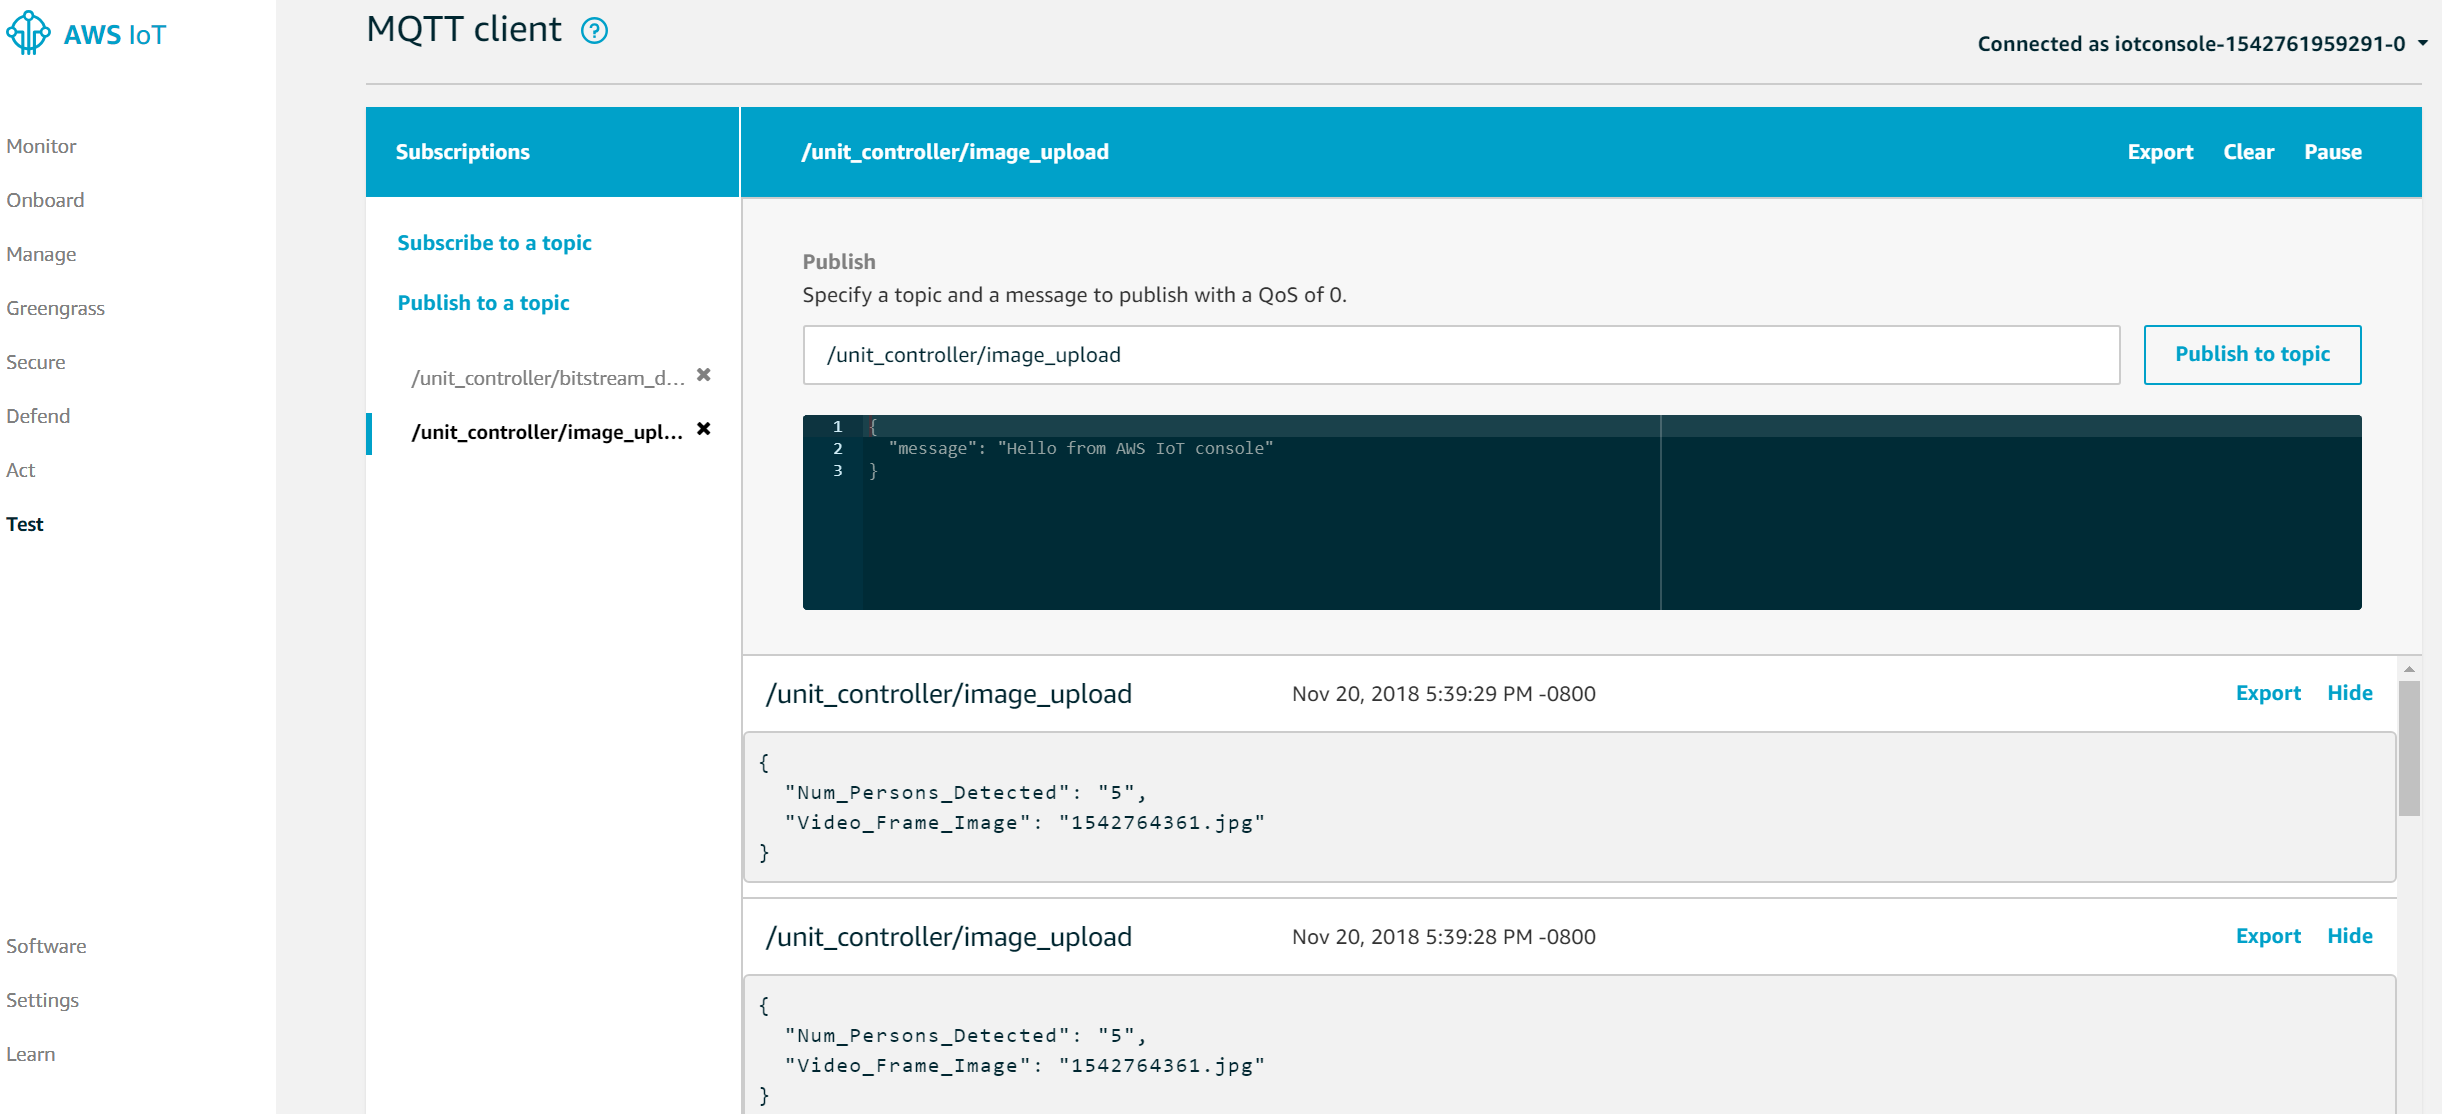 AWS IoT
Monitor
Onboard
Manage
Greengrass
Secure
Defend
Act
Test
Software
Settings
Learn
MQTT client ?
Connected as iotconsole-1542761959291-0
Subscriptions
Subscribe to a topic
Publish to a topic
/unit_controller/bitstream_d...
/unit_controller/image_upl...
/unit_controller/image_upload
Export Clear Pause
Publish
Specify a topic and a message to publish with a QoS of 0.
/unit_controller/image_upload
Publish to topic
1 {
2 "message": "Hello from AWS IoT console"
3 }
/unit_controller/image_upload Nov 20, 2018 5:39:29 PM -0800 Export Hide
{
"Num_Persons_Detected": "5",
"Video_Frame_Image": "1542764361.jpg"
}
/unit_controller/image_upload Nov 20, 2018 5:39:28 PM -0800 Export Hide
{
"Num_Persons_Detected": "5",
"Video_Frame_Image": "1542764361.jpg"
}